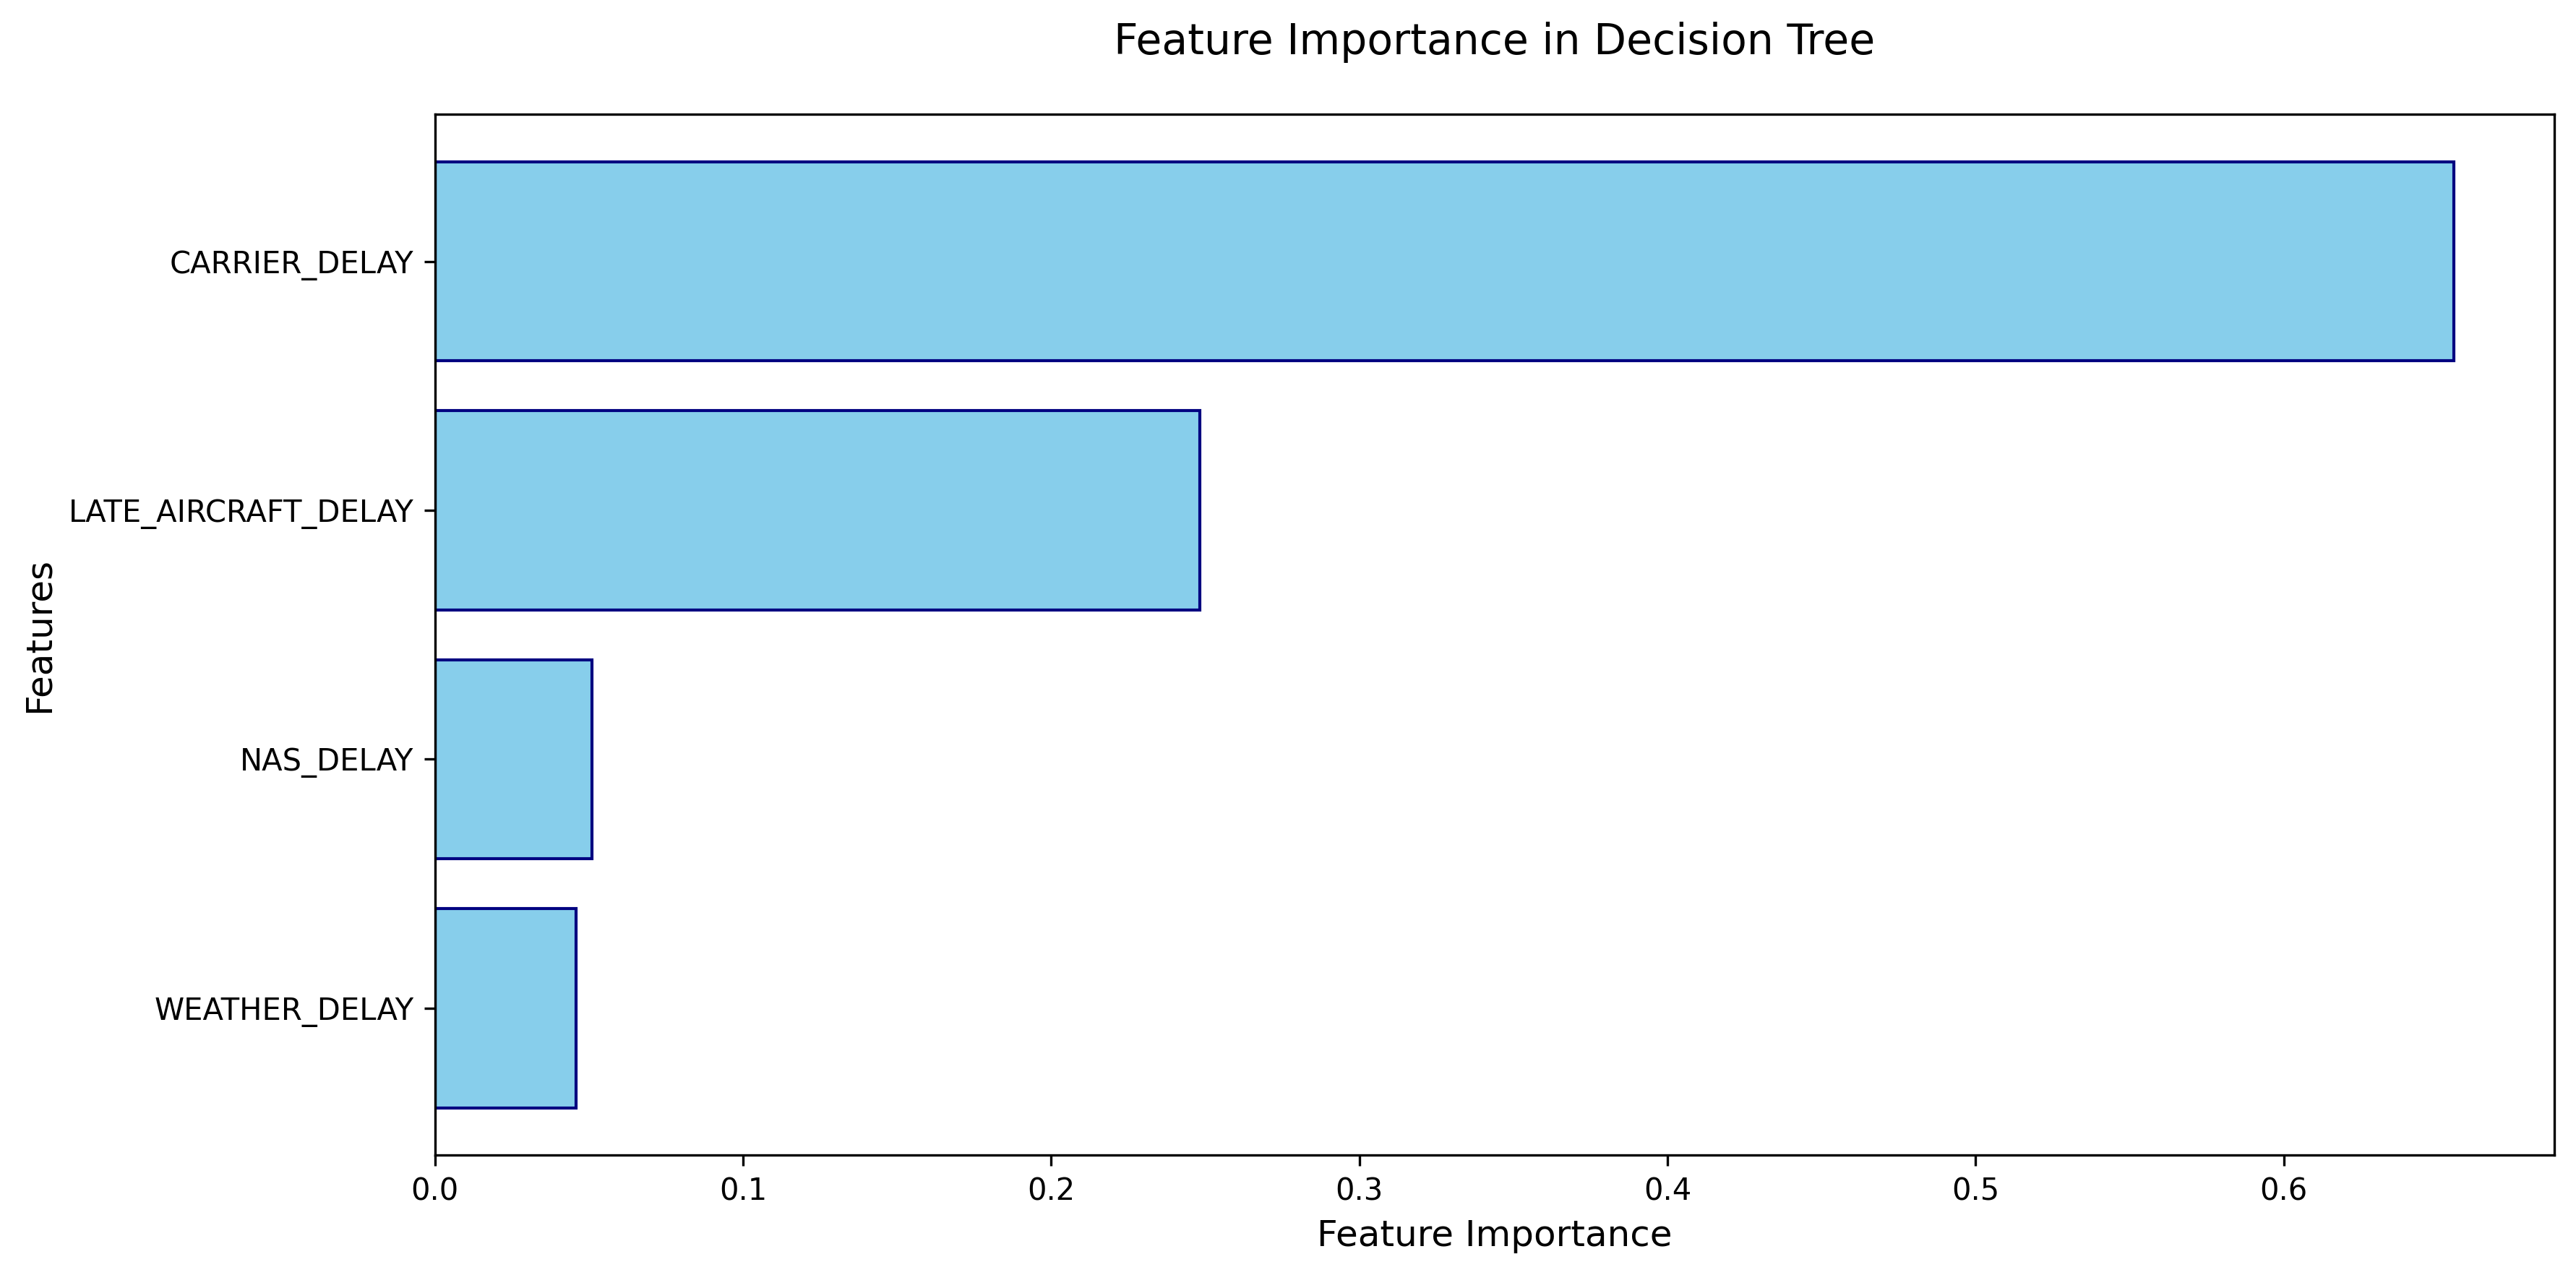 Feature Importance in Decision Tree
CARRIER_DELAY
LATE_AIRCRAFT_DELAY
NAS_DELAY
WEATHER_DELAY
Features
0.0 0.1 0.2 0.3 0.4 0.5 0.6
Feature Importance